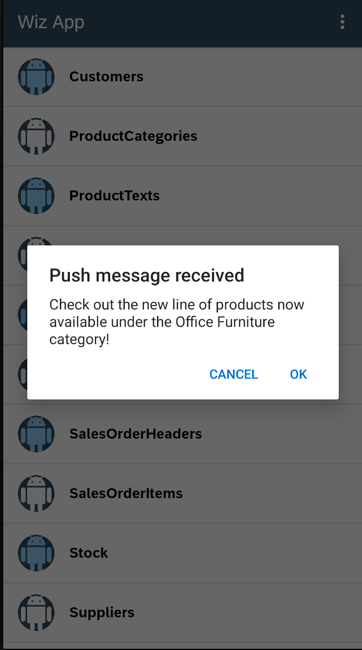 Wiz App
Customers
ProductCategories
ProductTexts
Push message received
Check out the new line of products now
available under the Office Furniture
category!
CANCEL OK
SalesOrderHeaders
SalesOrderItems
Stock
Suppliers